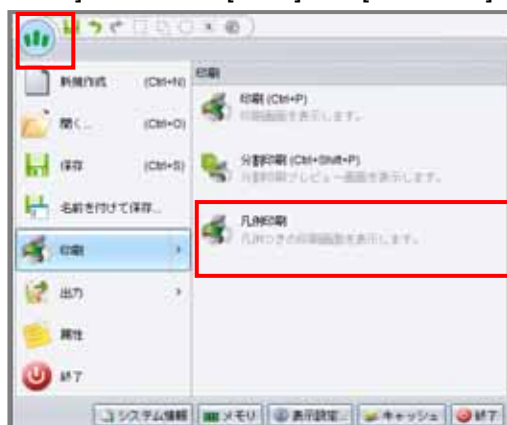 ] [ ] [ ]
印刷
新規作成 (Ctrl+N)
印刷 (Ctrl+P)
印刷画面を表示します。
開く... (Ctrl+O)
分割印刷 (Ctrl+Shift+P)
分割印刷プレビュー画面を表示します。
保存 (Ctrl+S)
名前を付けて保存...
凡例印刷
凡例つきの印刷画面を表示します。
印刷
出力
属性
終了
システム情報 メモリ 表示設定... キャッシュ 終了